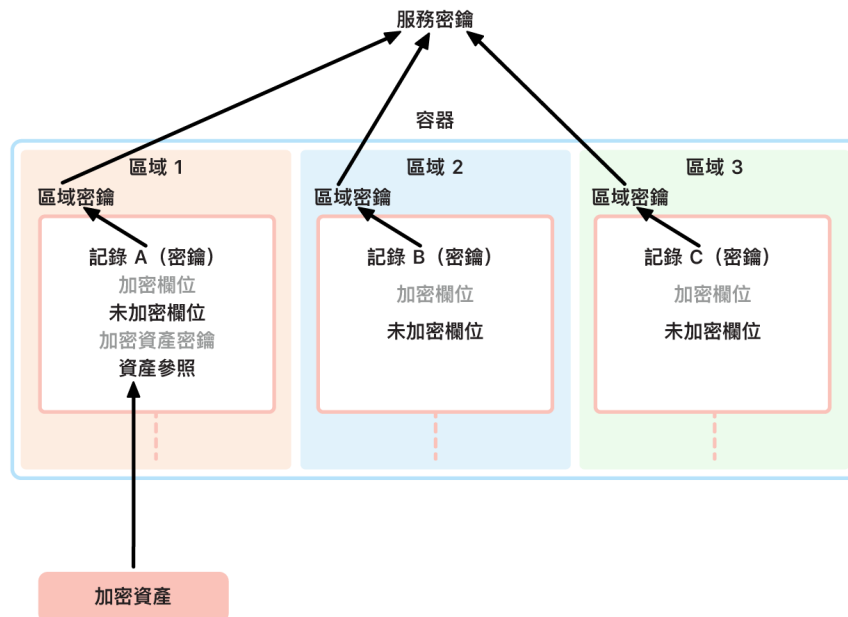 服務密鑰
容器
區域 1
區域密鑰
記錄 A（密鑰）
加密欄位
未加密欄位
加密資產密鑰
資產參照
區域 2
區域密鑰
記錄 B（密鑰）
加密欄位
未加密欄位
區域 3
區域密鑰
記錄 C（密鑰）
加密欄位
未加密欄位
加密資產